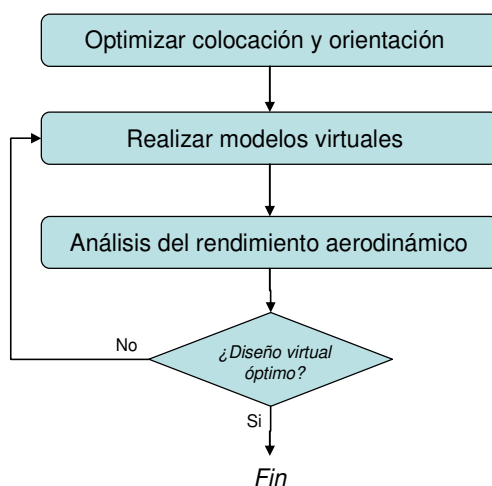 Optimizar colocación y orientación
Realizar modelos virtuales
Análisis del rendimiento aerodinámico
No
¿Diseño virtual
óptimo?
Si
Fin